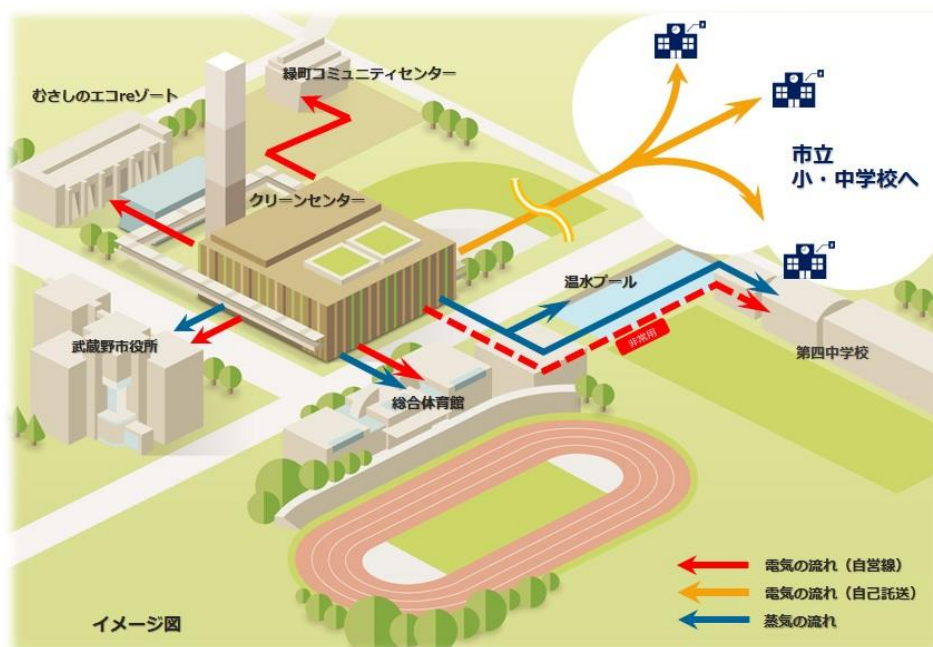 緑町コミュニティセンター
むさしのエコreゾート
市立
小・中学校へ
クリーンセンター
温水プール
非常用
武蔵野市役所
第四中学校
総合体育館
電気の流れ（自営線）
電気の流れ（自己託送）
蒸気の流れ
イメージ図